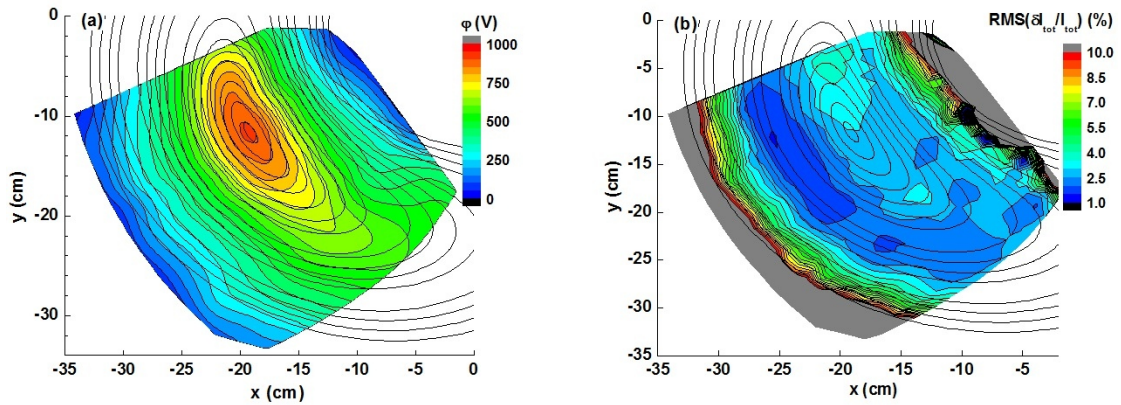 (a)
φ (V)
1000
750
500
250
0
0
-10
-20
-30
y (cm)
-35 -30 -25 -20 -15 -10 -5 0
x (cm)
(b)
RMS(δI_tot/I_tot) (%)
10.0
8.5
7.0
5.5
4.0
2.5
1.0
0
-5
-10
-15
-20
-25
-30
-35
y (cm)
-35 -30 -25 -20 -15 -10 -5
x (cm)